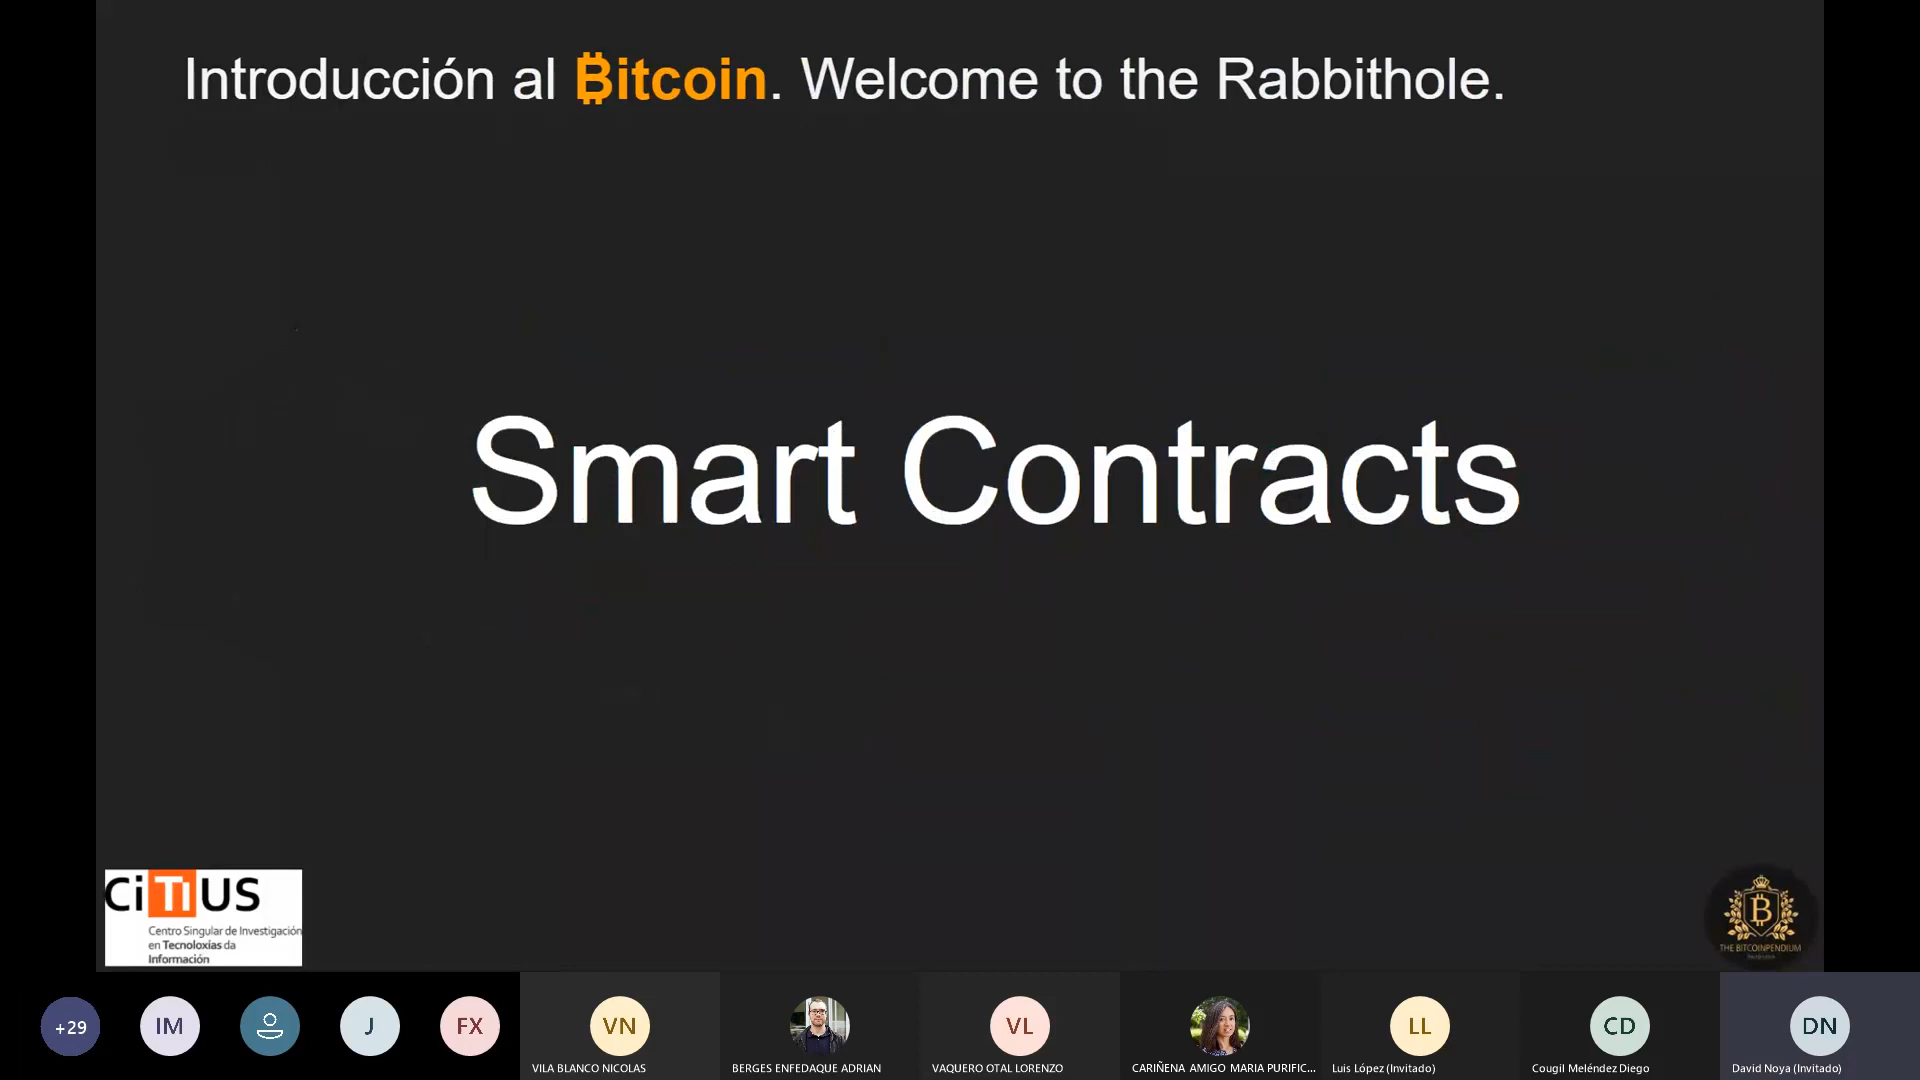 Introducción al ₿itcoin. Welcome to the Rabbithole.
Smart Contracts
CiTIUS
Centro Singular de Investigación
en Tecnoloxías da
Información
THE BITCOINPENDIUM
+29
IM
J
FX
VN
VL
LL
CD
DN
VILA BLANCO NICOLAS
BERGES ENFEDAQUE ADRIAN
VAQUERO OTAL LORENZO
CARIÑENA AMIGO MARIA PURIFIC...
Luis López (Invitado)
Cougil Meléndez Diego
David Noya (Invitado)